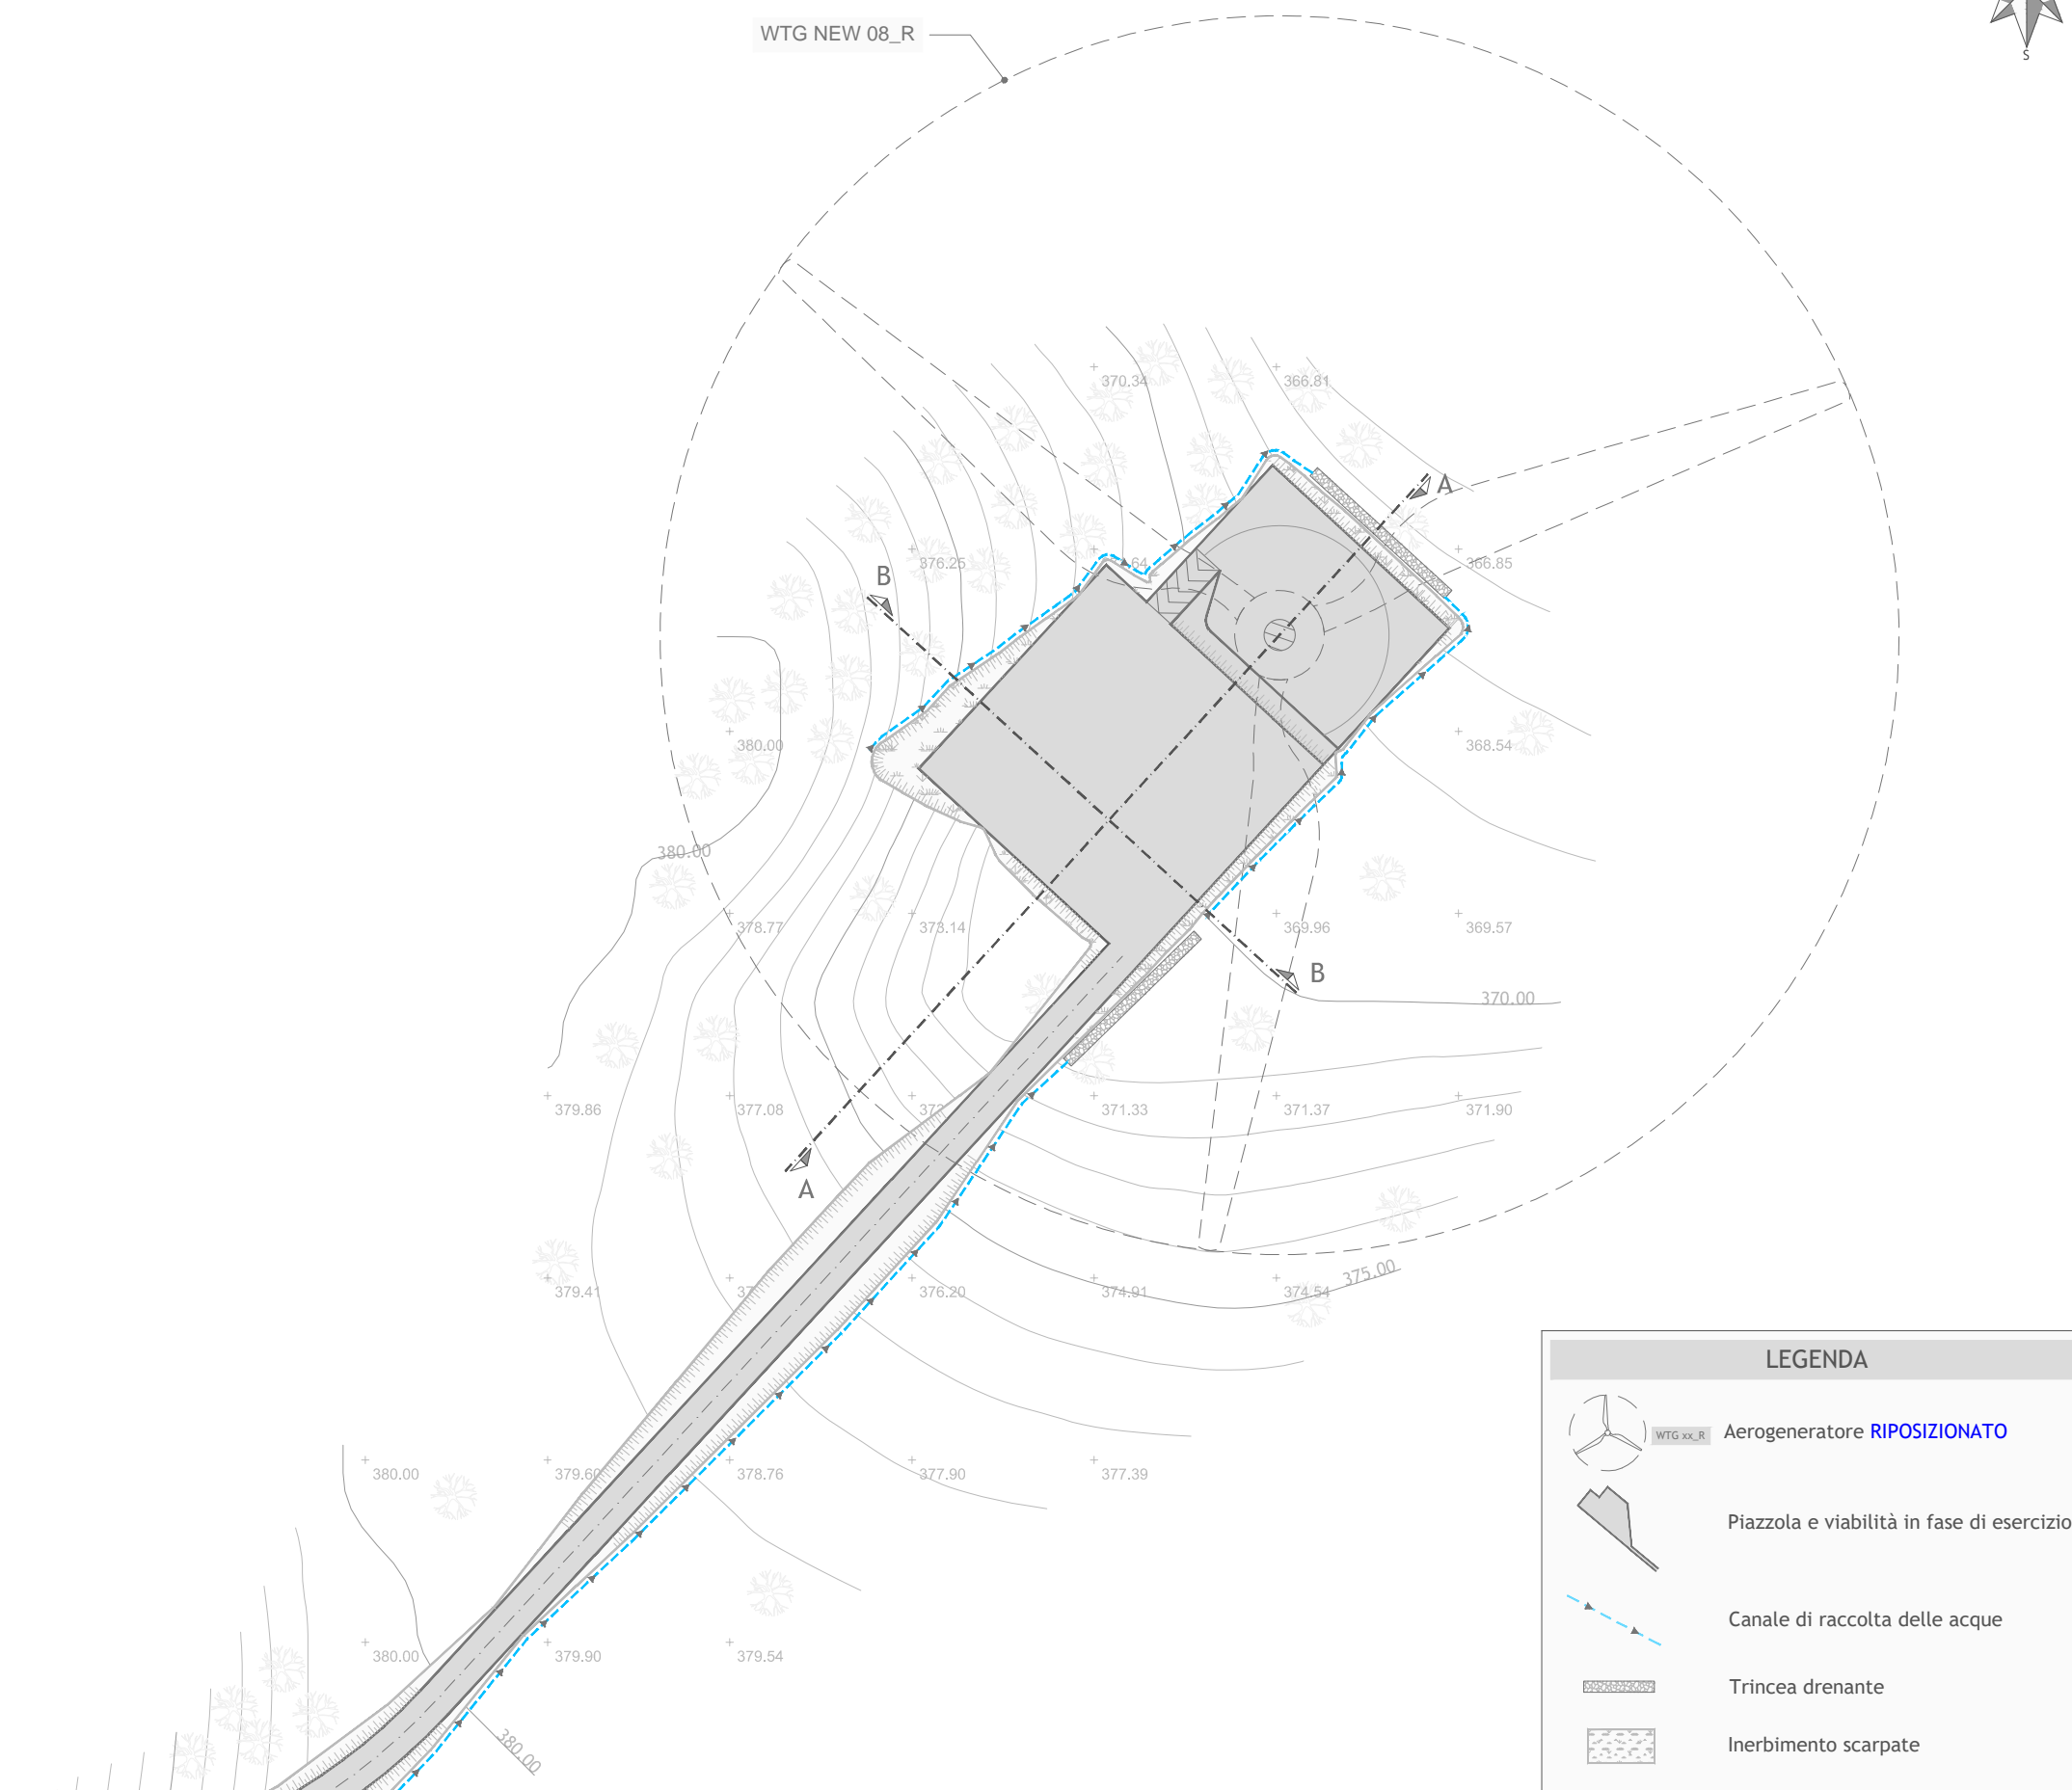 WTG NEW 08_R
S
370.34
366.81
A
376.25
64
366.85
B
380.00
368.54
380.00
378.77
373.14
369.96
369.57
B
370.00
379.86
377.08
371.33
371.37
371.90
A
379.41
376.20
374.91
374.54
375.00
380.00
379.60
378.76
377.90
377.39
380.00
379.90
379.54
380.00
LEGENDA
WTG xx_R
Aerogeneratore RIPOSIZIONATO
Piazzola e viabilità in fase di esercizio
Canale di raccolta delle acque
Trincea drenante
Inerbimento scarpate